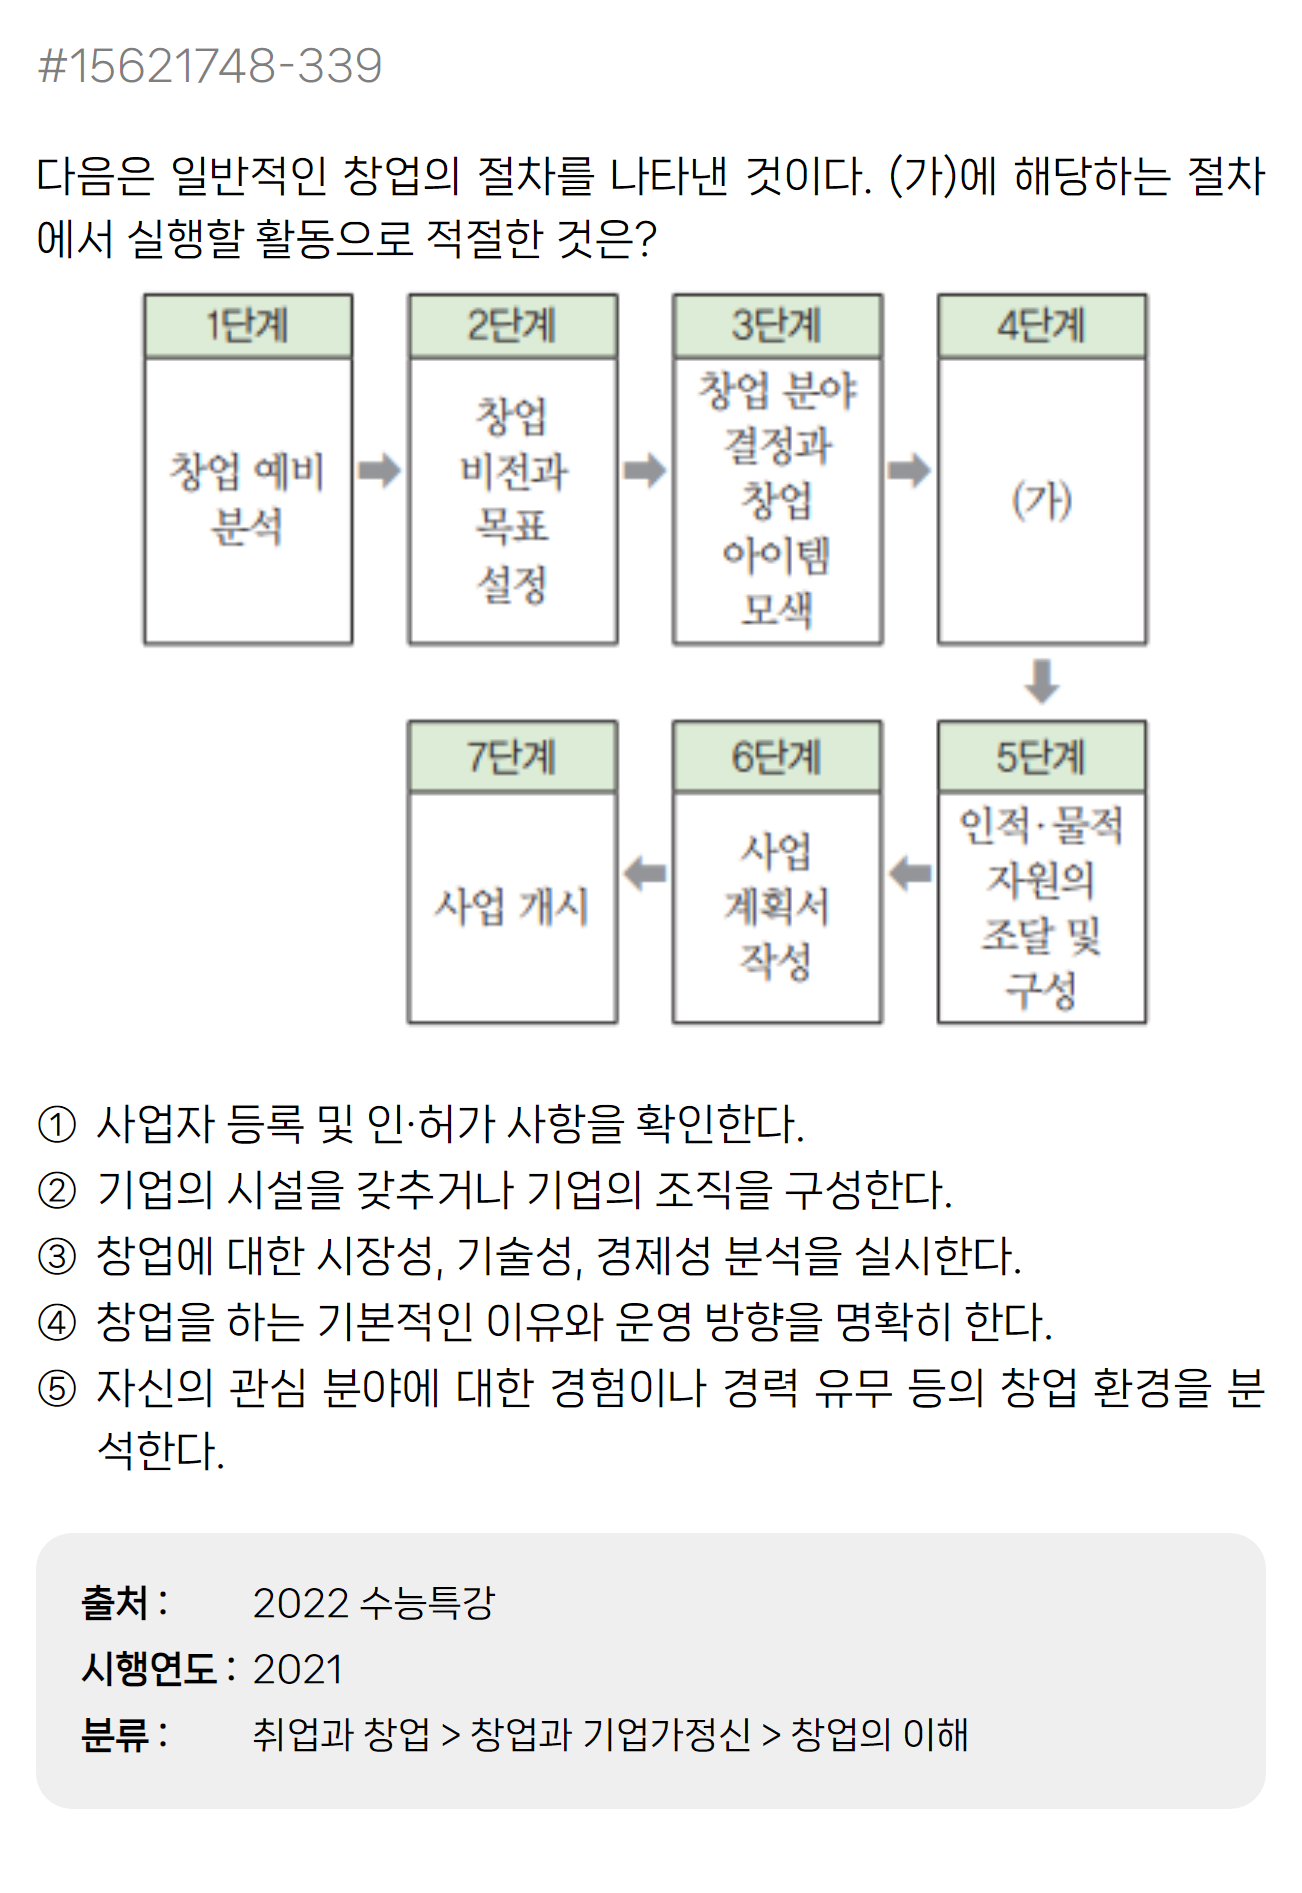 #15621748-339
다음은 일반적인 창업의 절차를 나타낸 것이다. (가)에 해당하는 절차
에서 실행할 활동으로 적절한 것은?
1단계
창업 예비
분석
2단계
창업
비전과
목표
설정
3단계
창업 분야
결정과
창업
아이템
모색
4단계
(가)
5단계
인적·물적
자원의
조달 및
구성
6단계
사업
계획서
작성
7단계
사업 개시
① 사업자 등록 및 인·허가 사항을 확인한다.
② 기업의 시설을 갖추거나 기업의 조직을 구성한다.
③ 창업에 대한 시장성, 기술성, 경제성 분석을 실시한다.
④ 창업을 하는 기본적인 이유와 운영 방향을 명확히 한다.
⑤ 자신의 관심 분야에 대한 경험이나 경력 유무 등의 창업 환경을 분
석한다.
출처 : 2022 수능특강
시행연도 : 2021
분류 : 취업과 창업 > 창업과 기업가정신 > 창업의 이해